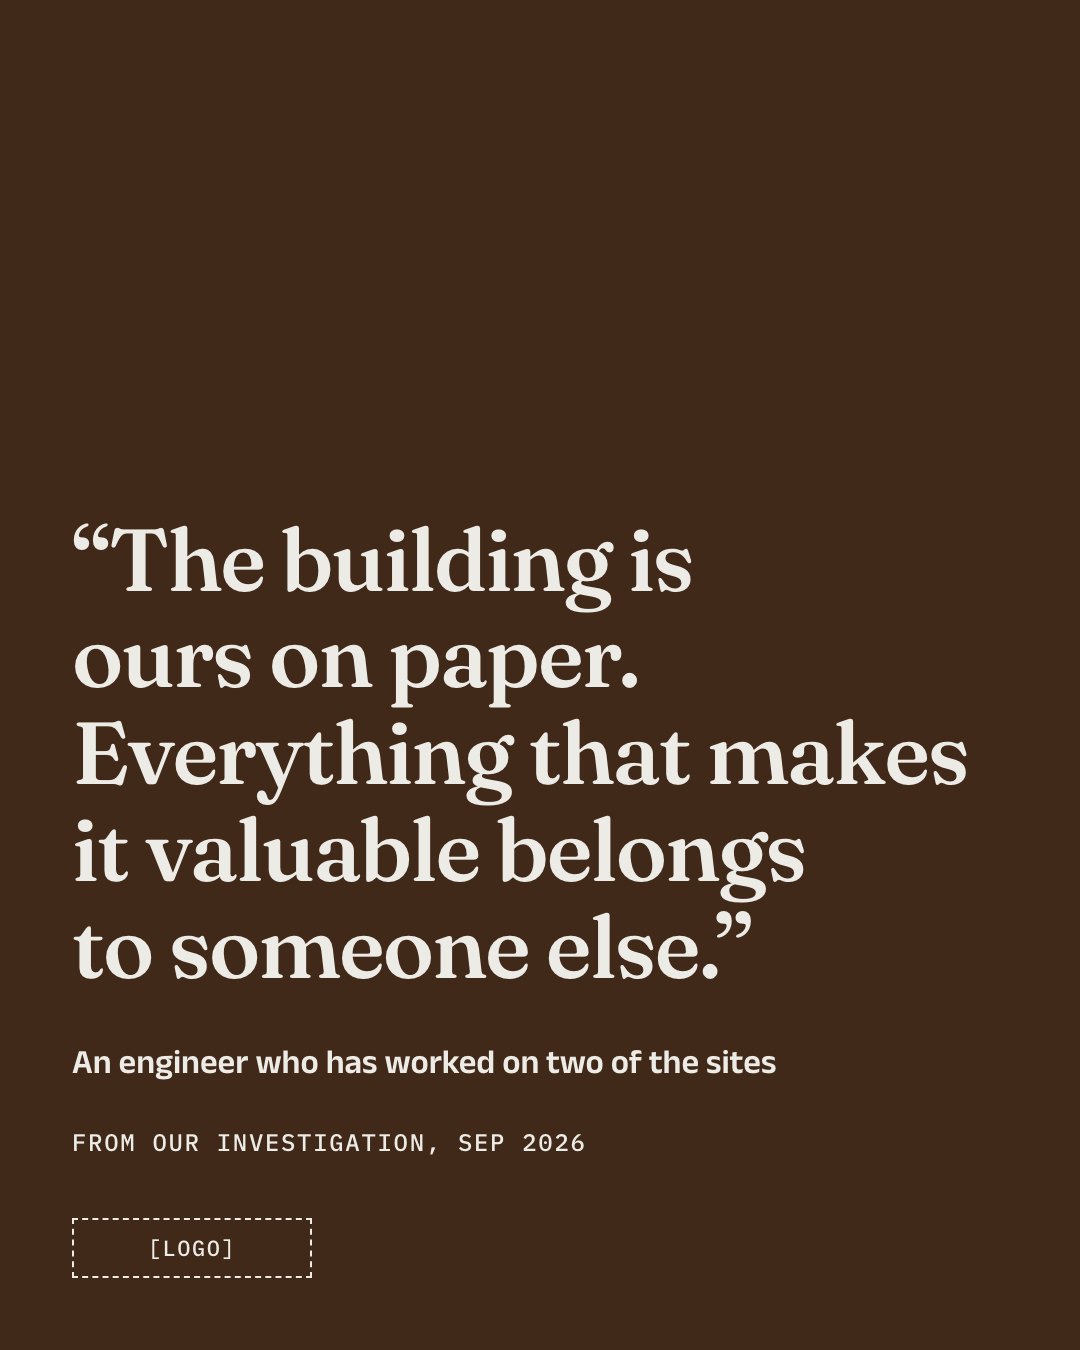 “The building is
ours on paper.
Everything that makes
it valuable belongs
to someone else.”
An engineer who has worked on two of the sites
FROM OUR INVESTIGATION, SEP 2026
[LOGO]